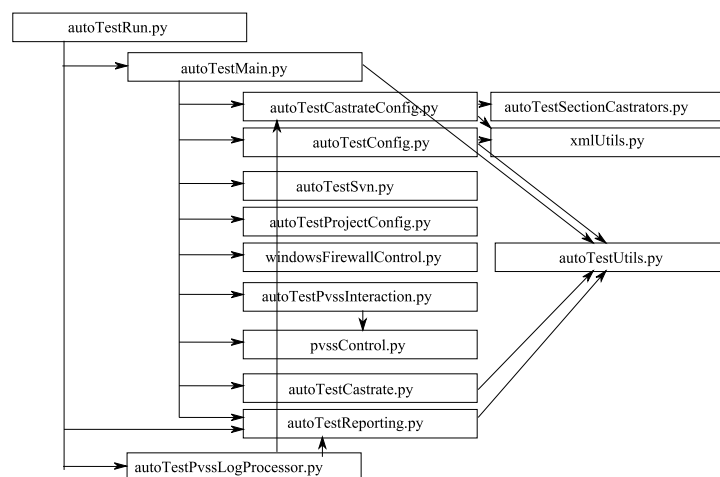 autoTestRun.py
autoTestMain.py
autoTestCastrateConfig.py
autoTestSectionCastrators.py
autoTestConfig.py
xmlUtils.py
autoTestSvn.py
autoTestProjectConfig.py
windowsFirewallControl.py
autoTestUtils.py
autoTestPvssInteraction.py
pvssControl.py
autoTestCastrate.py
autoTestReporting.py
autoTestPvssLogProcessor.py